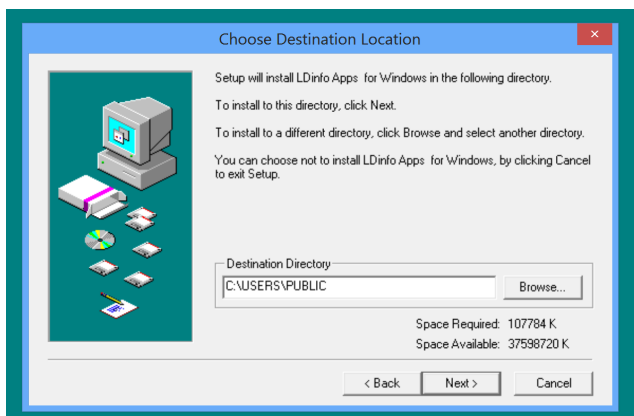 Choose Destination Location
Setup will install LDinfo Apps  for Windows in the following directory.
To install to this directory, click Next.
To install to a different directory, click Browse and select another directory.
You can choose not to install LDinfo Apps  for Windows, by clicking Cancel
to exit Setup.
Destination Directory
C:\USERS\PUBLIC
Browse...
Space Required: 107784 K
Space Available: 37598720 K
< Back
Next >
Cancel